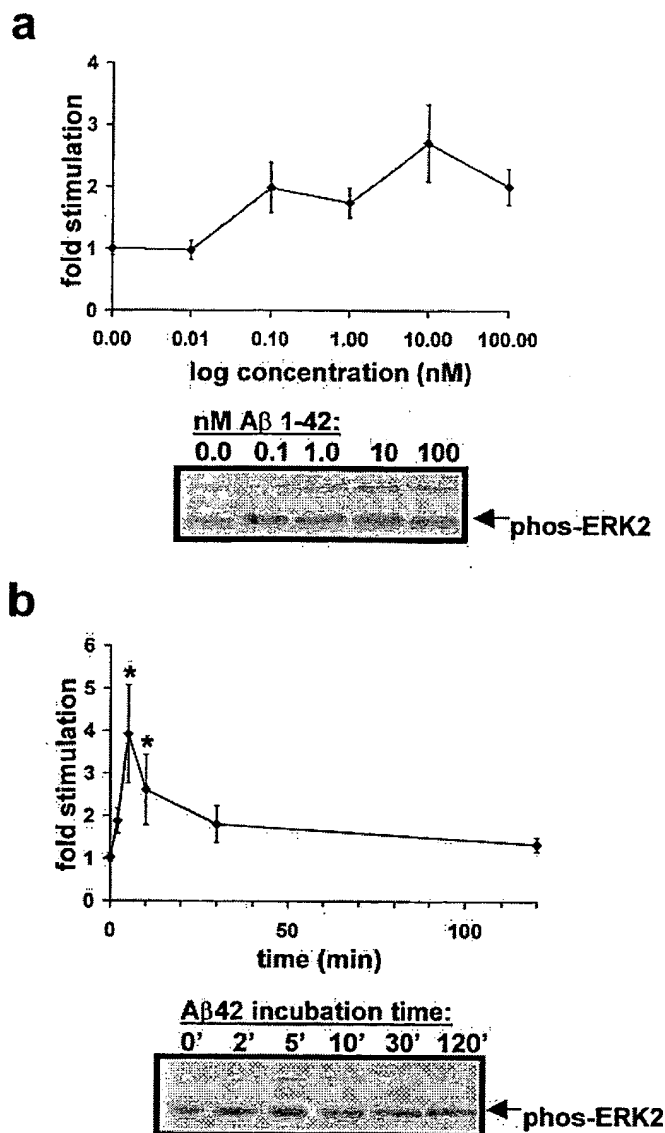 a
4
3
2
1
0
fold stimulation
0.00 0.01 0.10 1.00 10.00 100.00
log concentration (nM)
nM Aβ 1-42:
0.0 0.1 1.0 10 100
phos-ERK2
b
6
5
4
3
2
1
0
fold stimulation
*
*
0 50 100
time (min)
Aβ42 incubation time:
0' 2' 5' 10' 30' 120'
phos-ERK2